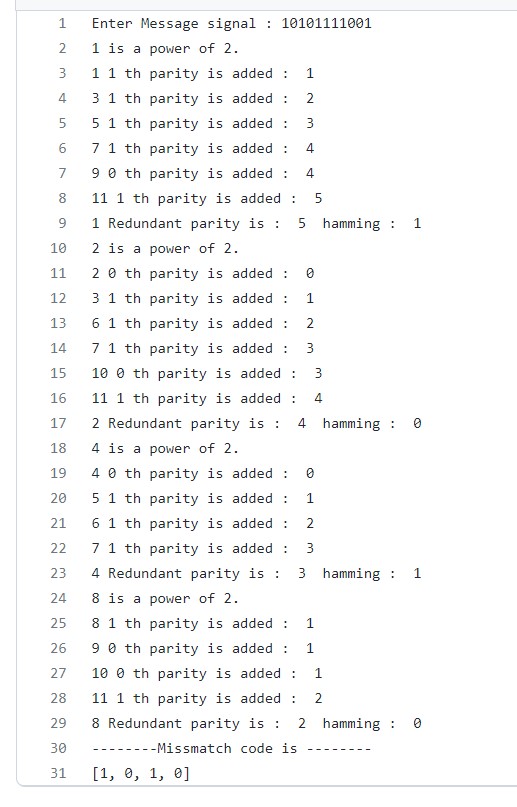 1 Enter Message signal : 10101111001
2 1 is a power of 2.
3 1 1 th parity is added :  1
4 3 1 th parity is added :  2
5 5 1 th parity is added :  3
6 7 1 th parity is added :  4
7 9 0 th parity is added :  4
8 11 1 th parity is added :  5
9 1 Redundant parity is :  5  hamming :  1
10 2 is a power of 2.
11 2 0 th parity is added :  0
12 3 1 th parity is added :  1
13 6 1 th parity is added :  2
14 7 1 th parity is added :  3
15 10 0 th parity is added :  3
16 11 1 th parity is added :  4
17 2 Redundant parity is :  4  hamming :  0
18 4 is a power of 2.
19 4 0 th parity is added :  0
20 5 1 th parity is added :  1
21 6 1 th parity is added :  2
22 7 1 th parity is added :  3
23 4 Redundant parity is :  3  hamming :  1
24 8 is a power of 2.
25 8 1 th parity is added :  1
26 9 0 th parity is added :  1
27 10 0 th parity is added :  1
28 11 1 th parity is added :  2
29 8 Redundant parity is :  2  hamming :  0
30 --------Missmatch code is --------
31 [1, 0, 1, 0]